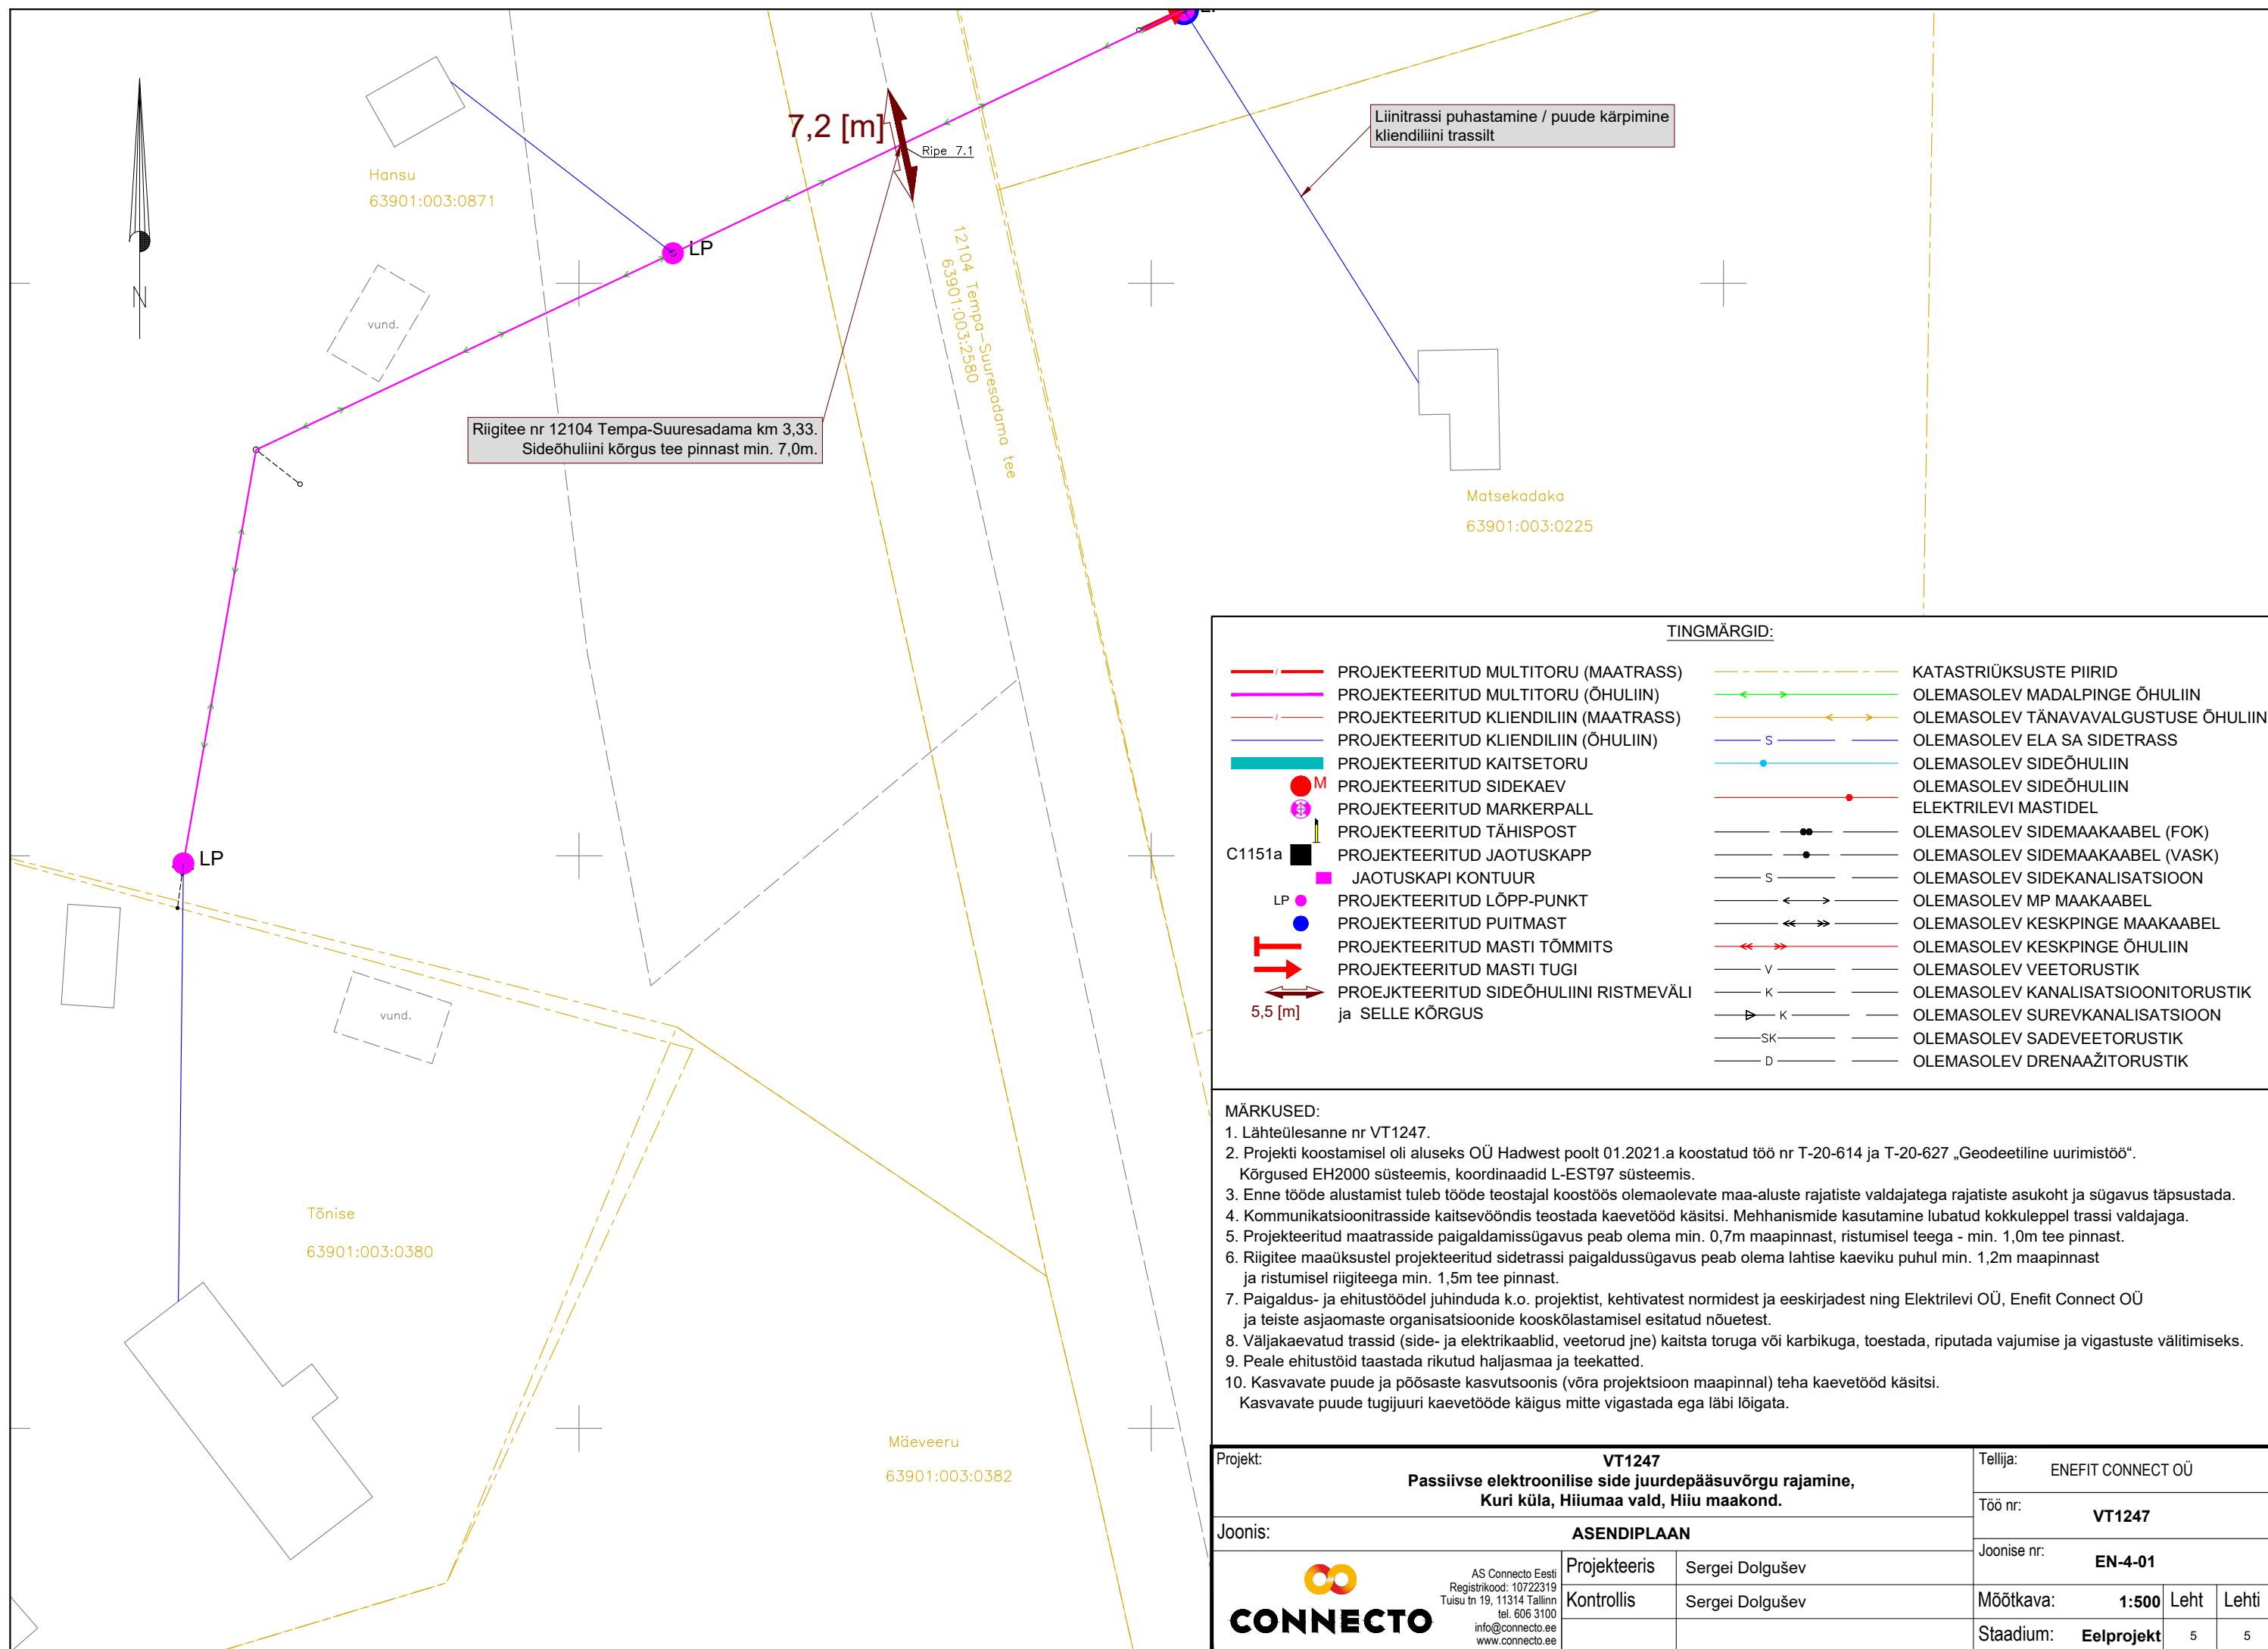 7,2 [m]
Ripe 7.1
Liinitrassi puhastamine / puude kärpimine
kliendiliini trassilt
Hansu
63901:003:0871
LP
N
vund.
12104 Tempa-Suuresadama tee
63901:003:2580
Riigitee nr 12104 Tempa-Suuresadama km 3,33.
Sideõhuliini kõrgus tee pinnast min. 7,0m.
Matsekadaka
63901:003:0225
LP
vund.
Tõnise
63901:003:0380
Mäeveeru
63901:003:0382
TINGMÄRGID:
PROJEKTEERITUD MULTITORU (MAATRASS)
PROJEKTEERITUD MULTITORU (ÕHULIIN)
PROJEKTEERITUD KLIENDILIIN (MAATRASS)
PROJEKTEERITUD KLIENDILIIN (ÕHULIIN)
PROJEKTEERITUD KAITSETORU
M PROJEKTEERITUD SIDEKAEV
PROJEKTEERITUD MARKERPALL
PROJEKTEERITUD TÄHISPOST
C1151a PROJEKTEERITUD JAOTUSKAPP
JAOTUSKAPI KONTUUR
LP PROJEKTEERITUD LÕPP-PUNKT
PROJEKTEERITUD PUITMAST
PROJEKTEERITUD MASTI TÕMMITS
PROJEKTEERITUD MASTI TUGI
PROEJKTEERITUD SIDEÕHULIINI RISTMEVÄLI
5,5 [m] ja SELLE KÕRGUS
KATASTRIÜKSUSTE PIIRID
OLEMASOLEV MADALPINGE ÕHULIIN
OLEMASOLEV TÄNAVAVALGUSTUSE ÕHULIIN
S OLEMASOLEV ELA SA SIDETRASS
OLEMASOLEV SIDEÕHULIIN
OLEMASOLEV SIDEÕHULIIN
ELEKTRILEVI MASTIDEL
OLEMASOLEV SIDEMAAKAABEL (FOK)
OLEMASOLEV SIDEMAAKAABEL (VASK)
S OLEMASOLEV SIDEKANALISATSIOON
OLEMASOLEV MP MAAKAABEL
OLEMASOLEV KESKPINGE MAAKAABEL
OLEMASOLEV KESKPINGE ÕHULIIN
V OLEMASOLEV VEETORUSTIK
K OLEMASOLEV KANALISATSIOONITORUSTIK
K OLEMASOLEV SUREVKANALISATSIOON
SK OLEMASOLEV SADEVEETORUSTIK
D OLEMASOLEV DRENAAŽITORUSTIK
MÄRKUSED:
1. Lähteülesanne nr VT1247.
2. Projekti koostamisel oli aluseks OÜ Hadwest poolt 01.2021.a koostatud töö nr T-20-614 ja T-20-627 „Geodeetiline uurimistöö“.
Kõrgused EH2000 süsteemis, koordinaadid L-EST97 süsteemis.
3. Enne tööde alustamist tuleb tööde teostajal koostöös olemaolevate maa-aluste rajatiste valdajatega rajatiste asukoht ja sügavus täpsustada.
4. Kommunikatsioonitrasside kaitsevööndis teostada kaevetööd käsitsi. Mehhanismide kasutamine lubatud kokkuleppel trassi valdajaga.
5. Projekteeritud maatrasside paigaldamissügavus peab olema min. 0,7m maapinnast, ristumisel teega - min. 1,0m tee pinnast.
6. Riigitee maaüksustel projekteeritud sidetrassi paigaldussügavus peab olema lahtise kaeviku puhul min. 1,2m maapinnast
ja ristumisel riigiteega min. 1,5m tee pinnast.
7. Paigaldus- ja ehitustöödel juhinduda k.o. projektist, kehtivatest normidest ja eeskirjadest ning Elektrilevi OÜ, Enefit Connect OÜ
ja teiste asjaomaste organisatsioonide kooskõlastamisel esitatud nõuetest.
8. Väljakaevatud trassid (side- ja elektrikaablid, veetorud jne) kaitsta toruga või karbikuga, toestada, riputada vajumise ja vigastuste välitimiseks.
9. Peale ehitustöid taastada rikutud haljasmaa ja teekatted.
10. Kasvavate puude ja põõsaste kasvutsoonis (võra projektsioon maapinnal) teha kaevetööd käsitsi.
Kasvavate puude tugijuuri kaevetööde käigus mitte vigastada ega läbi lõigata.
Projekt:
VT1247
Passiivse elektroonilise side juurdepääsuvõrgu rajamine,
Kuri küla, Hiiumaa vald, Hiiu maakond.
Tellija:
ENEFIT CONNECT OÜ
Töö nr:
VT1247
Joonis:
ASENDIPLAAN
Joonise nr:
EN-4-01
CONNECTO
AS Connecto Eesti
Registrikood: 10722319
Tuisu tn 19, 11314 Tallinn
tel. 606 3100
info@connecto.ee
www.connecto.ee
Projekteeris Sergei Dolgušev
Kontrollis Sergei Dolgušev
Mõõtkava: 1:500 Leht Lehti
Staadium: Eelprojekt 5 5